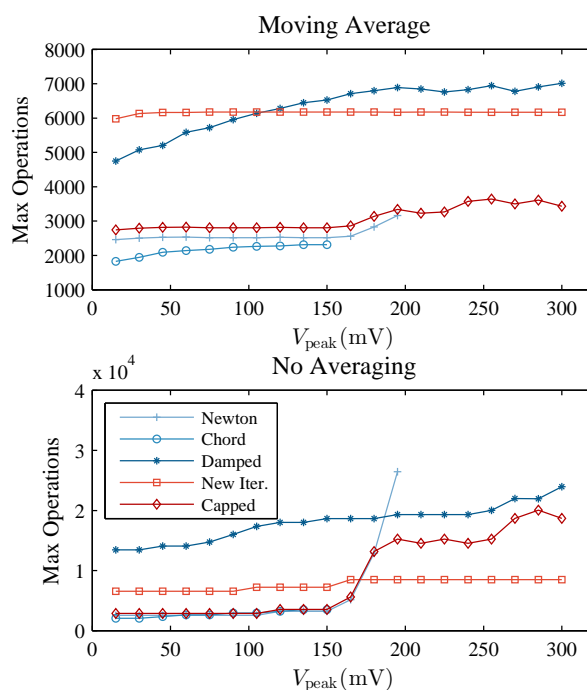 Moving Average
8000
7000
6000
5000
4000
3000
2000
1000
Max Operations
0 50 100 150 200 250 300
V_peak(mV)
No Averaging
x 10^4
4
3
2
1
0
Max Operations
Newton
Chord
Damped
New Iter.
Capped
0 50 100 150 200 250 300
V_peak(mV)